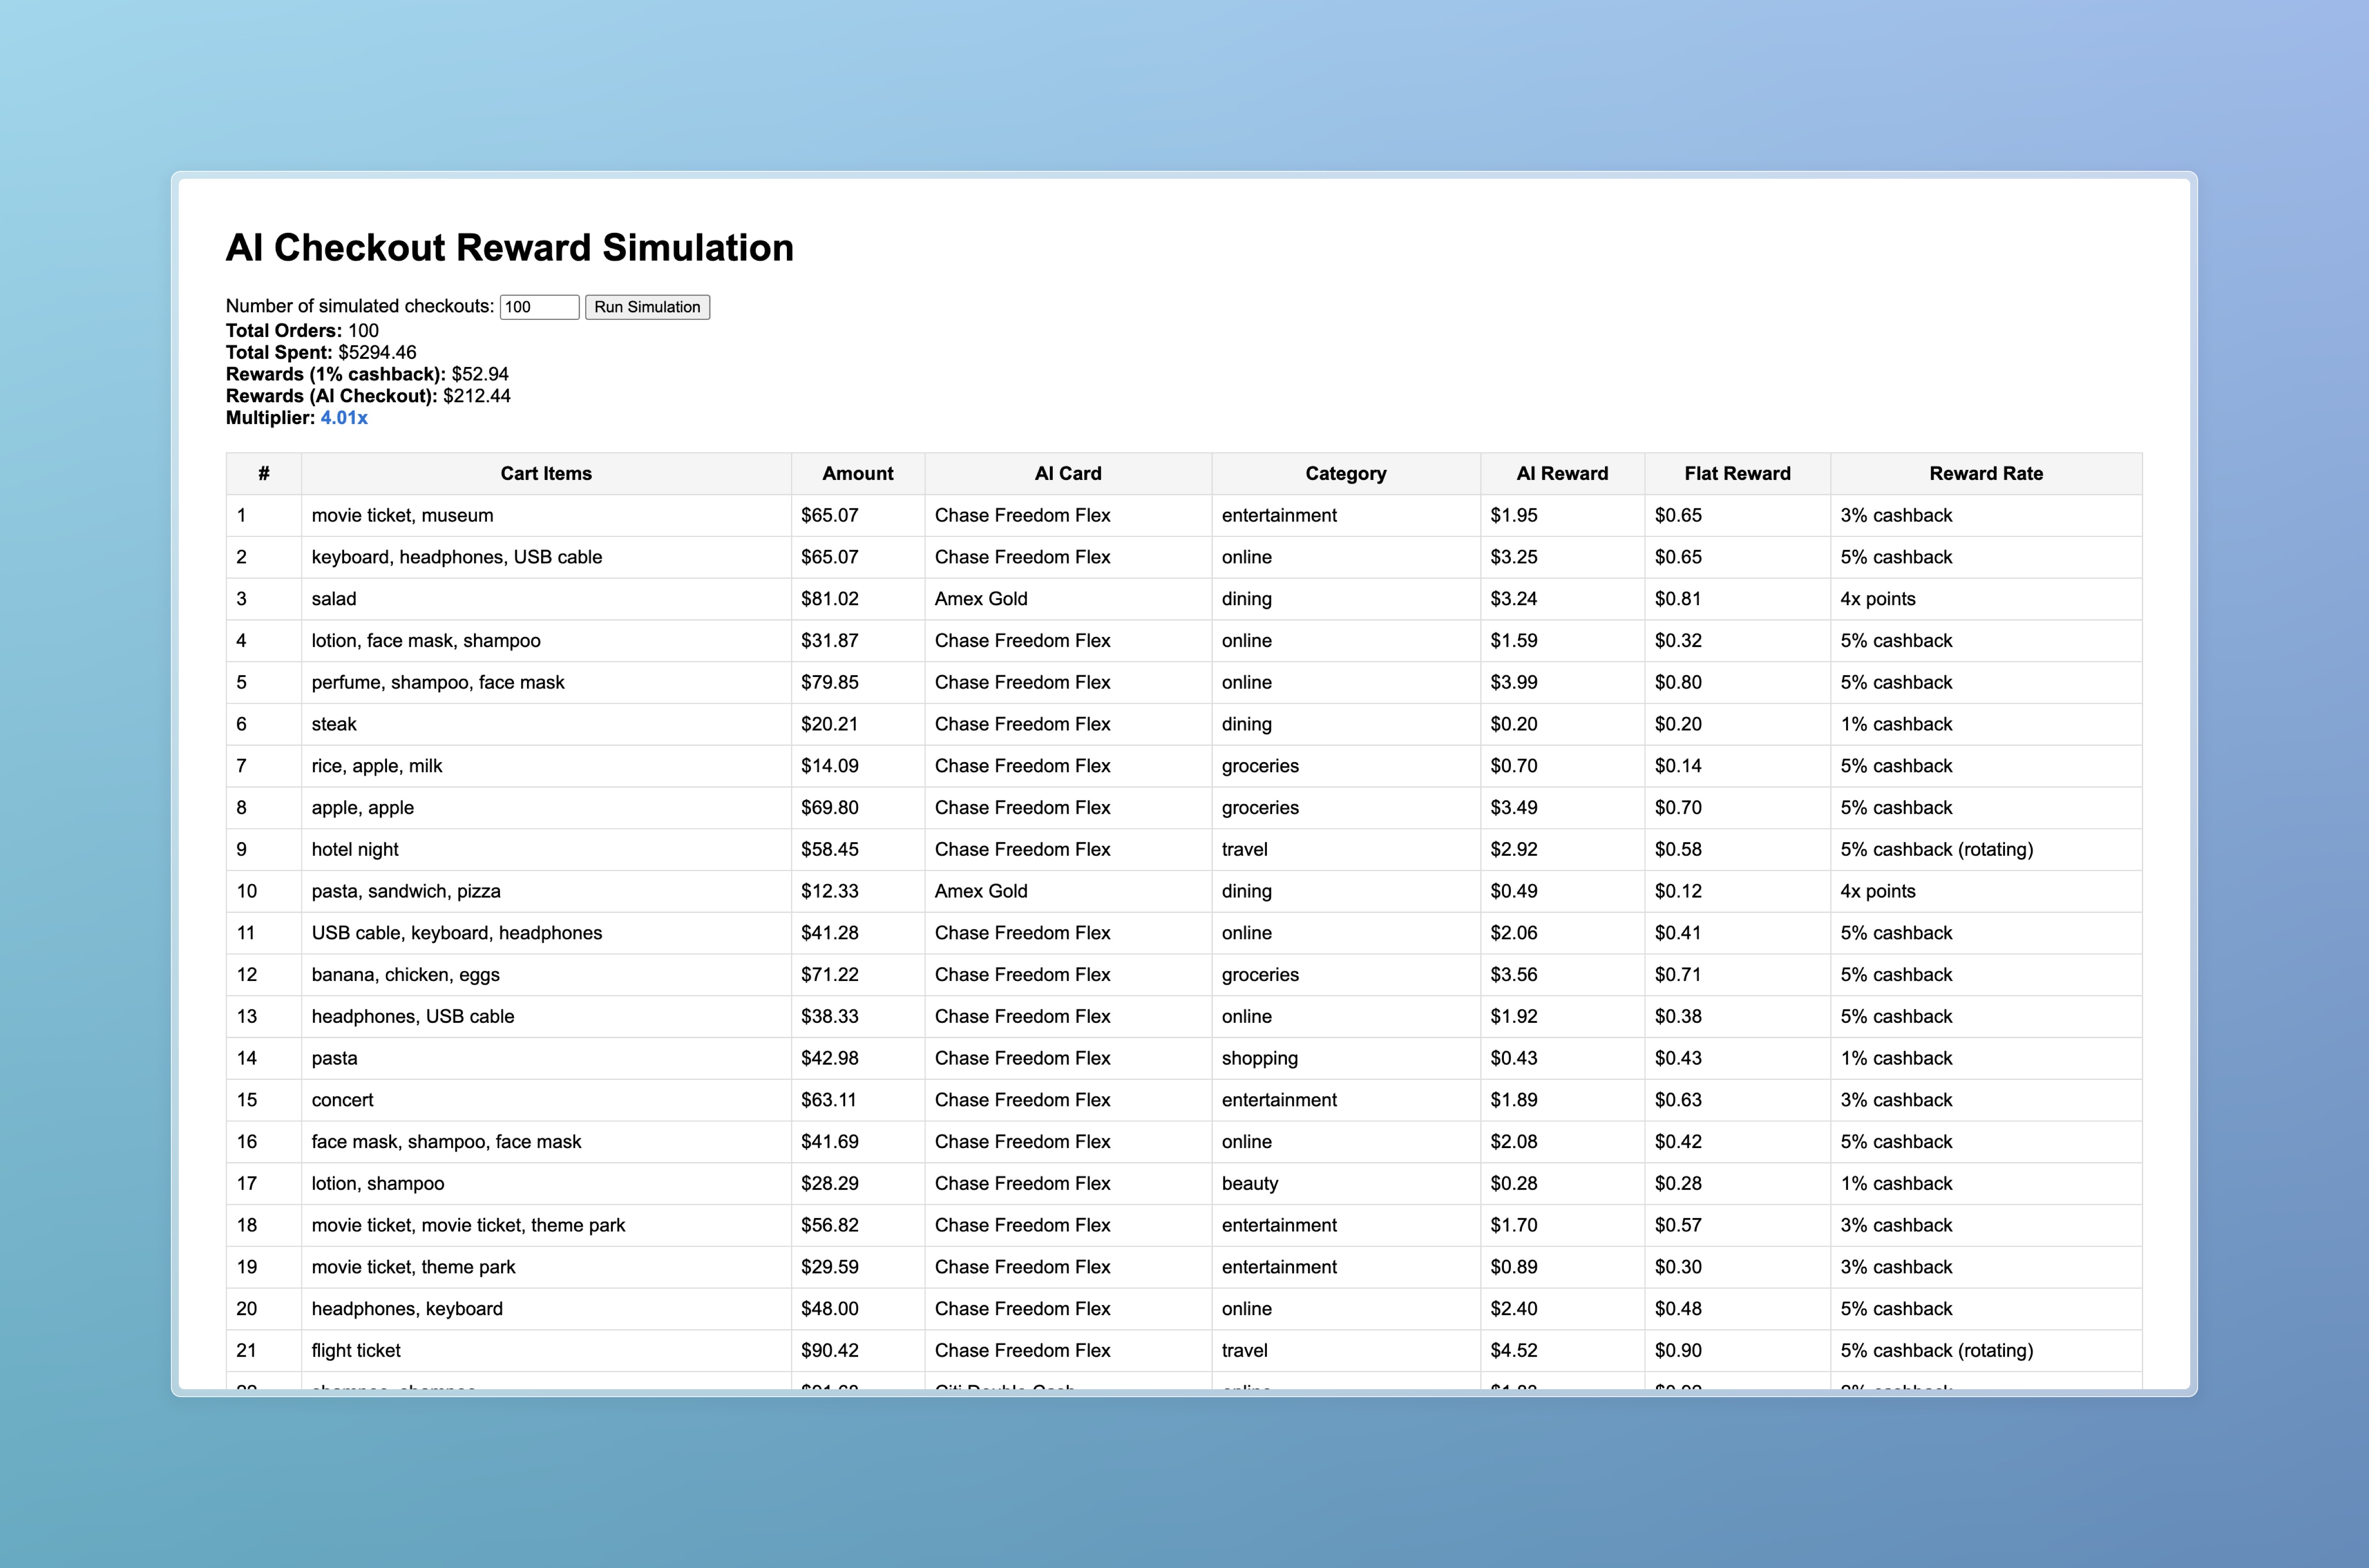 AI Checkout Reward Simulation
Number of simulated checkouts: 100 Run Simulation
Total Orders: 100
Total Spent: $5294.46
Rewards (1% cashback): $52.94
Rewards (AI Checkout): $212.44
Multiplier: 4.01x
# Cart Items Amount AI Card Category AI Reward Flat Reward Reward Rate
1 movie ticket, museum $65.07 Chase Freedom Flex entertainment $1.95 $0.65 3% cashback
2 keyboard, headphones, USB cable $65.07 Chase Freedom Flex online $3.25 $0.65 5% cashback
3 salad $81.02 Amex Gold dining $3.24 $0.81 4x points
4 lotion, face mask, shampoo $31.87 Chase Freedom Flex online $1.59 $0.32 5% cashback
5 perfume, shampoo, face mask $79.85 Chase Freedom Flex online $3.99 $0.80 5% cashback
6 steak $20.21 Chase Freedom Flex dining $0.20 $0.20 1% cashback
7 rice, apple, milk $14.09 Chase Freedom Flex groceries $0.70 $0.14 5% cashback
8 apple, apple $69.80 Chase Freedom Flex groceries $3.49 $0.70 5% cashback
9 hotel night $58.45 Chase Freedom Flex travel $2.92 $0.58 5% cashback (rotating)
10 pasta, sandwich, pizza $12.33 Amex Gold dining $0.49 $0.12 4x points
11 USB cable, keyboard, headphones $41.28 Chase Freedom Flex online $2.06 $0.41 5% cashback
12 banana, chicken, eggs $71.22 Chase Freedom Flex groceries $3.56 $0.71 5% cashback
13 headphones, USB cable $38.33 Chase Freedom Flex online $1.92 $0.38 5% cashback
14 pasta $42.98 Chase Freedom Flex shopping $0.43 $0.43 1% cashback
15 concert $63.11 Chase Freedom Flex entertainment $1.89 $0.63 3% cashback
16 face mask, shampoo, face mask $41.69 Chase Freedom Flex online $2.08 $0.42 5% cashback
17 lotion, shampoo $28.29 Chase Freedom Flex beauty $0.28 $0.28 1% cashback
18 movie ticket, movie ticket, theme park $56.82 Chase Freedom Flex entertainment $1.70 $0.57 3% cashback
19 movie ticket, theme park $29.59 Chase Freedom Flex entertainment $0.89 $0.30 3% cashback
20 headphones, keyboard $48.00 Chase Freedom Flex online $2.40 $0.48 5% cashback
21 flight ticket $90.42 Chase Freedom Flex travel $4.52 $0.90 5% cashback (rotating)